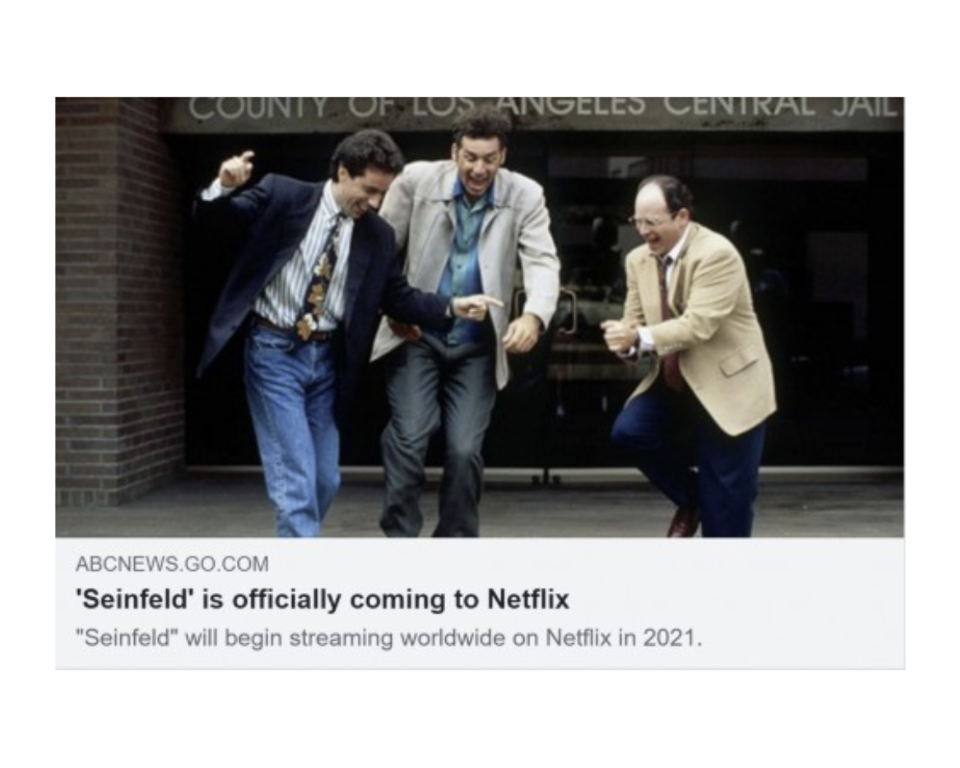 COUNTY OF LOS ANGELES CENTRAL JAIL
ABCNEWS.GO.COM
'Seinfeld' is officially coming to Netflix
"Seinfeld" will begin streaming worldwide on Netflix in 2021.